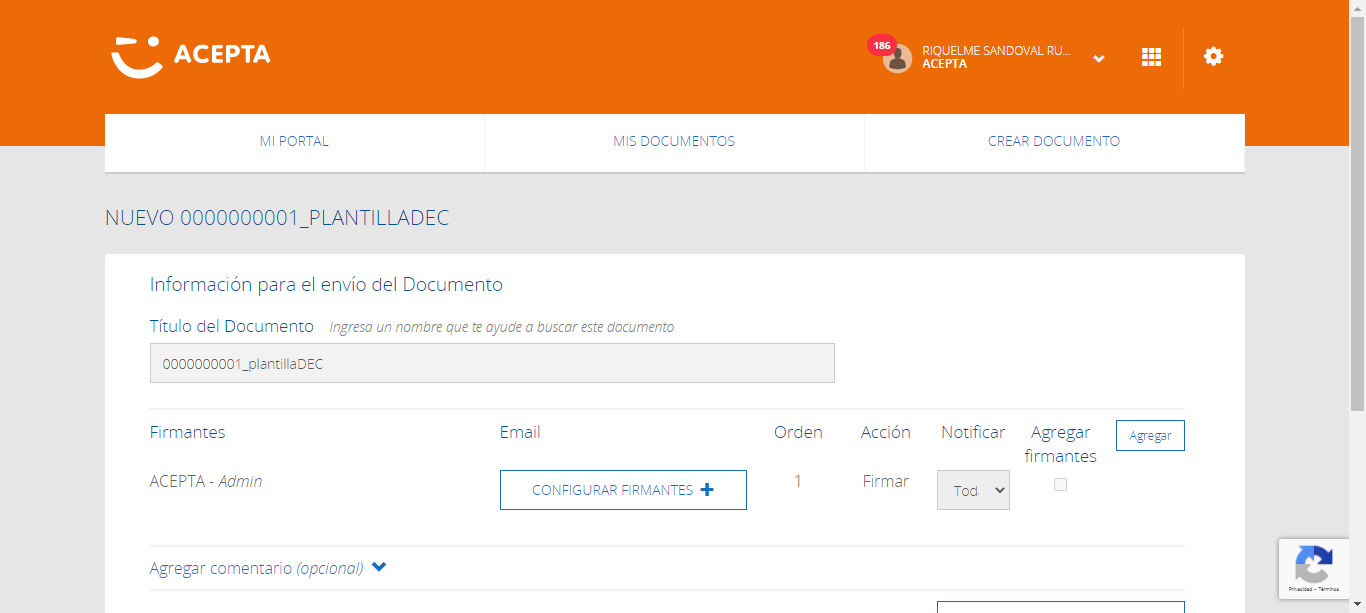 ACEPTA
186
RIQUELME SANDOVAL RU...
ACEPTA
MI PORTAL
MIS DOCUMENTOS
CREAR DOCUMENTO
NUEVO 0000000001_PLANTILLADEC
Información para el envío del Documento
Título del Documento Ingresa un nombre que te ayude a buscar este documento
0000000001_plantillaDEC
Firmantes Email Orden Acción Notificar Agregar firmantes Agregar
ACEPTA - Admin CONFIGURAR FIRMANTES 1 Firmar Tod
Agregar comentario (opcional)
Privacidad - Términos